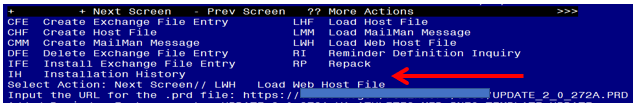 + + Next Screen - Prev Screen ?? More Actions >>>
CFE Create Exchange File Entry LHF Load Host File
CHF Create Host File LMM Load MailMan Message
CMM Create MailMan Message LWH Load Web Host File
DFE Delete Exchange File Entry RI Reminder Definition Inquiry
IFE Install Exchange File Entry RP Repack
IH Installation History
Select Action: Next Screen// LWH Load Web Host File
Input the URL for the .prd file: https:/ /UPDATE_2_0_272A.PRD